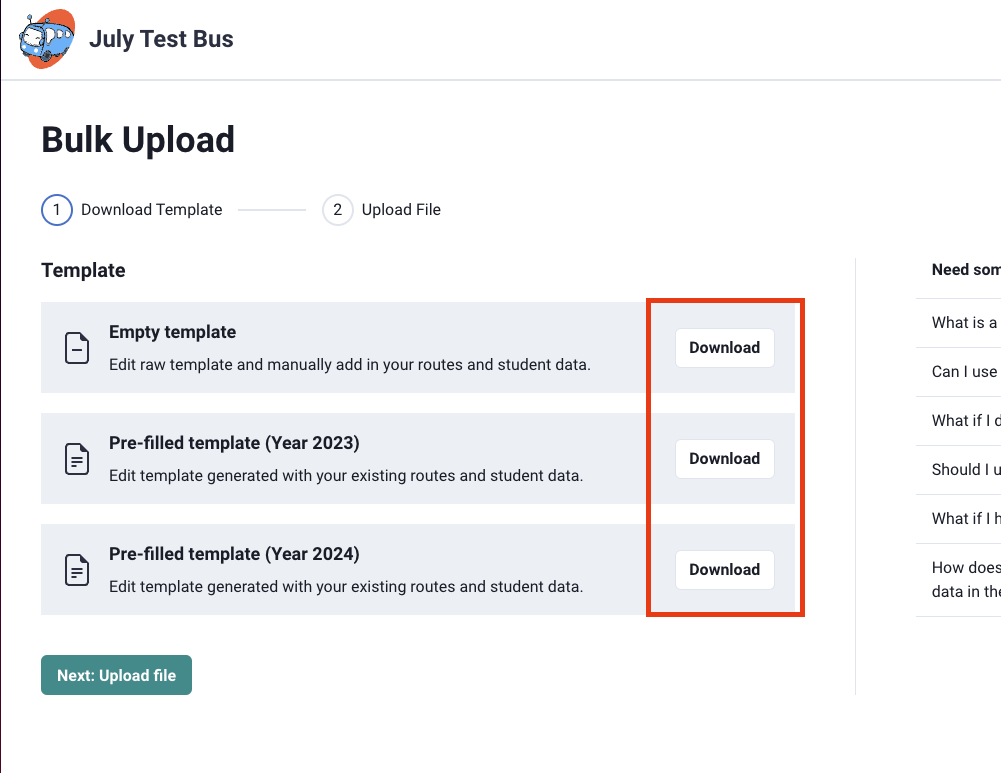 July Test Bus
Bulk Upload
1 Download Template
2 Upload File
Template
Empty template
Edit raw template and manually add in your routes and student data.
Download
Pre-filled template (Year 2023)
Edit template generated with your existing routes and student data.
Download
Pre-filled template (Year 2024)
Edit template generated with your existing routes and student data.
Download
Next: Upload file
Need som
What is a
Can I use
What if I d
Should I u
What if I h
How does
data in the